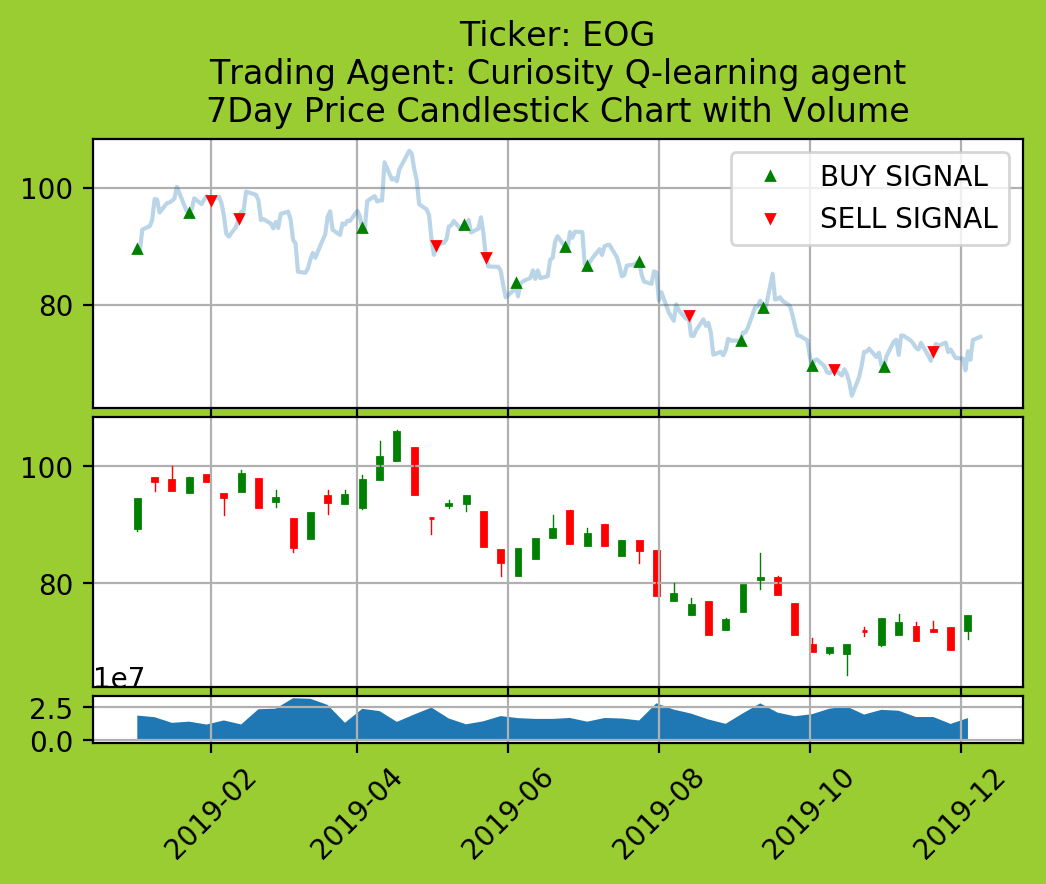 Ticker: EOG
Trading Agent: Curiosity Q-learning agent
7Day Price Candlestick Chart with Volume
100
80
BUY SIGNAL
SELL SIGNAL
100
80
1e7
2.5
0.0
2019-02
2019-04
2019-06
2019-08
2019-10
2019-12